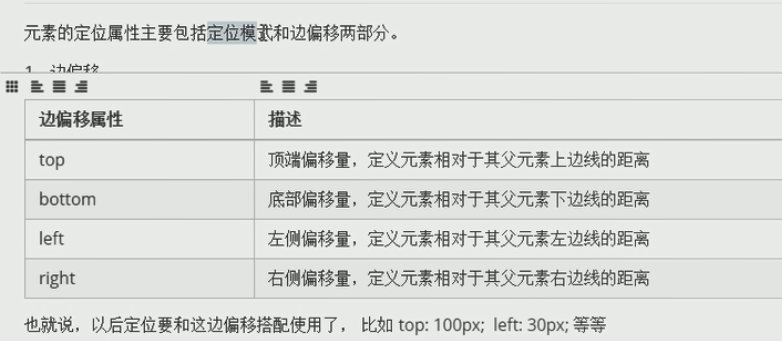 元素的定位属性主要包括定位模式和边偏移两部分。
1、边偏移
边偏移属性 描述
top 顶端偏移量，定义元素相对于其父元素上边线的距离
bottom 底部偏移量，定义元素相对于其父元素下边线的距离
left 左侧偏移量，定义元素相对于其父元素左边线的距离
right 右侧偏移量，定义元素相对于其父元素右边线的距离
也就说，以后定位要和这边偏移搭配使用了， 比如 top: 100px; left: 30px; 等等